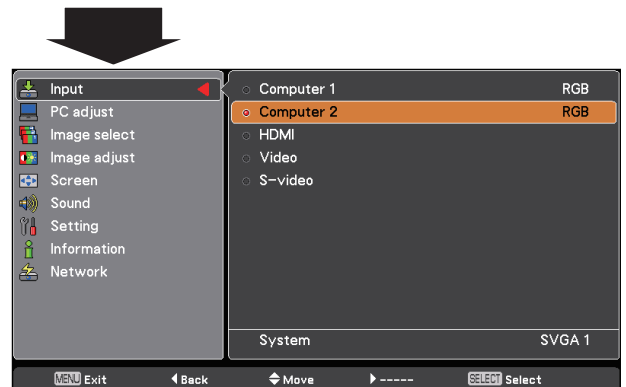 Input
PC adjust
Image select
Image adjust
Screen
Sound
Setting
Information
Network
Computer 1 RGB
Computer 2 RGB
HDMI
Video
S-video
System SVGA 1
MENU Exit Back Move ----- SELECT Select